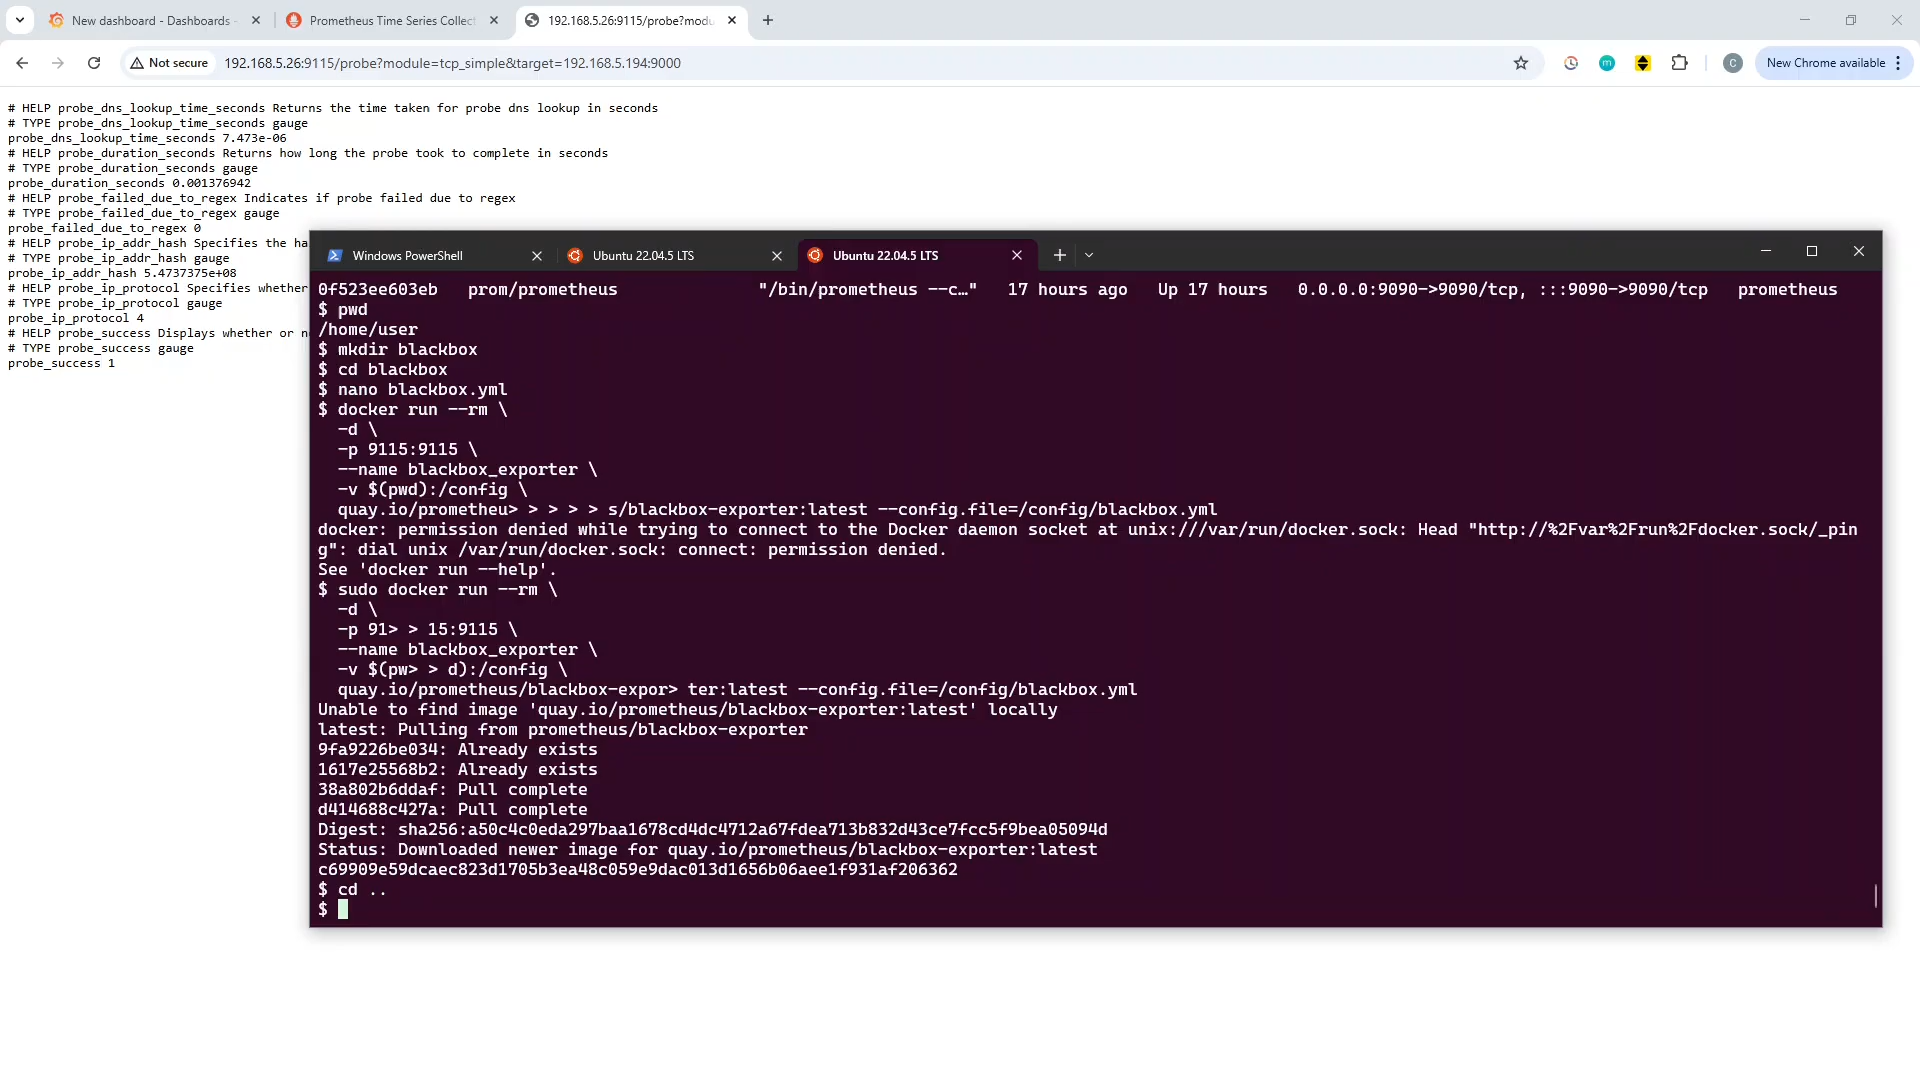 New dashboard - Dashboards -
Prometheus Time Series Collect
192.168.5.26:9115/probe?modu
Not secure
192.168.5.26:9115/probe?module=tcp_simple&target=192.168.5.194:9000
m
C
New Chrome available
# HELP probe_dns_lookup_time_seconds Returns the time taken for probe dns lookup in seconds
# TYPE probe_dns_lookup_time_seconds gauge
probe_dns_lookup_time_seconds 7.473e-06
# HELP probe_duration_seconds Returns how long the probe took to complete in seconds
# TYPE probe_duration_seconds gauge
probe_duration_seconds 0.001376942
# HELP probe_failed_due_to_regex Indicates if probe failed due to regex
# TYPE probe_failed_due_to_regex gauge
probe_failed_due_to_regex 0
# HELP probe_ip_addr_hash Specifies the ha
# TYPE probe_ip_addr_hash gauge
probe_ip_addr_hash 5.4737375e+08
# HELP probe_ip_protocol Specifies whether
# TYPE probe_ip_protocol gauge
probe_ip_protocol 4
# HELP probe_success Displays whether or n
# TYPE probe_success gauge
probe_success 1
Windows PowerShell
Ubuntu 22.04.5 LTS
Ubuntu 22.04.5 LTS
0f523ee603eb prom/prometheus "/bin/prometheus --c…" 17 hours ago Up 17 hours 0.0.0.0:9090->9090/tcp, :::9090->9090/tcp prometheus
$ pwd
/home/user
$ mkdir blackbox
$ cd blackbox
$ nano blackbox.yml
$ docker run --rm \
-d \
-p 9115:9115 \
--name blackbox_exporter \
-v $(pwd):/config \
quay.io/prometheu> > > > > s/blackbox-exporter:latest --config.file=/config/blackbox.yml
docker: permission denied while trying to connect to the Docker daemon socket at unix:///var/run/docker.sock: Head "http://%2Fvar%2Frun%2Fdocker.sock/_pin
g": dial unix /var/run/docker.sock: connect: permission denied.
See 'docker run --help'.
$ sudo docker run --rm \
-d \
-p 91> > 15:9115 \
--name blackbox_exporter \
-v $(pw> > d):/config \
quay.io/prometheus/blackbox-expor> ter:latest --config.file=/config/blackbox.yml
Unable to find image 'quay.io/prometheus/blackbox-exporter:latest' locally
latest: Pulling from prometheus/blackbox-exporter
9fa9226be034: Already exists
1617e25568b2: Already exists
38a802b6ddaf: Pull complete
d414688c427a: Pull complete
Digest: sha256:a50c4c0eda297baa1678cd4dc4712a67fdea713b832d43ce7fcc5f9bea05094d
Status: Downloaded newer image for quay.io/prometheus/blackbox-exporter:latest
c69909e59dcaec823d1705b3ea48c059e9dac013d1656b06aee1f931af206362
$ cd ..
$